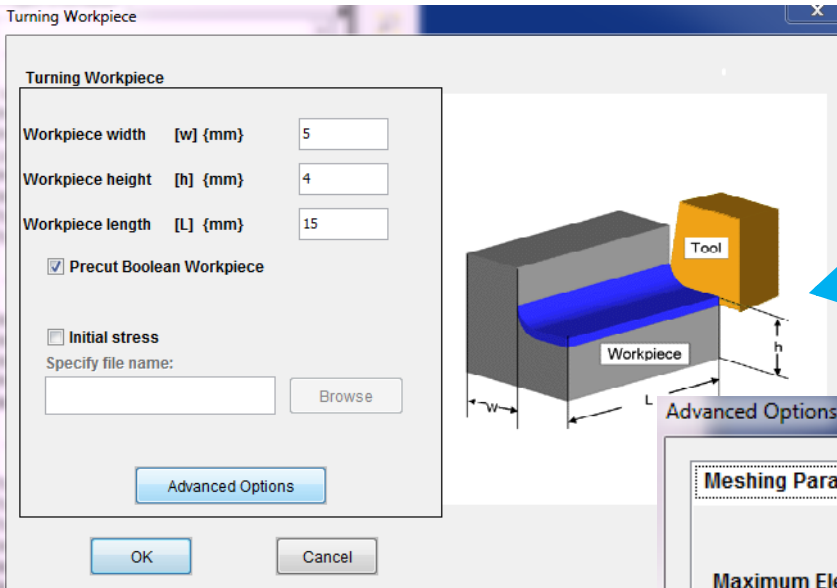 Turning Workpiece
x
Turning Workpiece
Workpiece width [w] {mm} 5
Workpiece height [h] {mm} 4
Workpiece length [L] {mm} 15
Precut Boolean Workpiece
Initial stress
Specify file name:
Browse
Advanced Options
OK Cancel
Tool
Workpiece
h
w
L
Advanced Options
Meshing Para
Maximum Ele